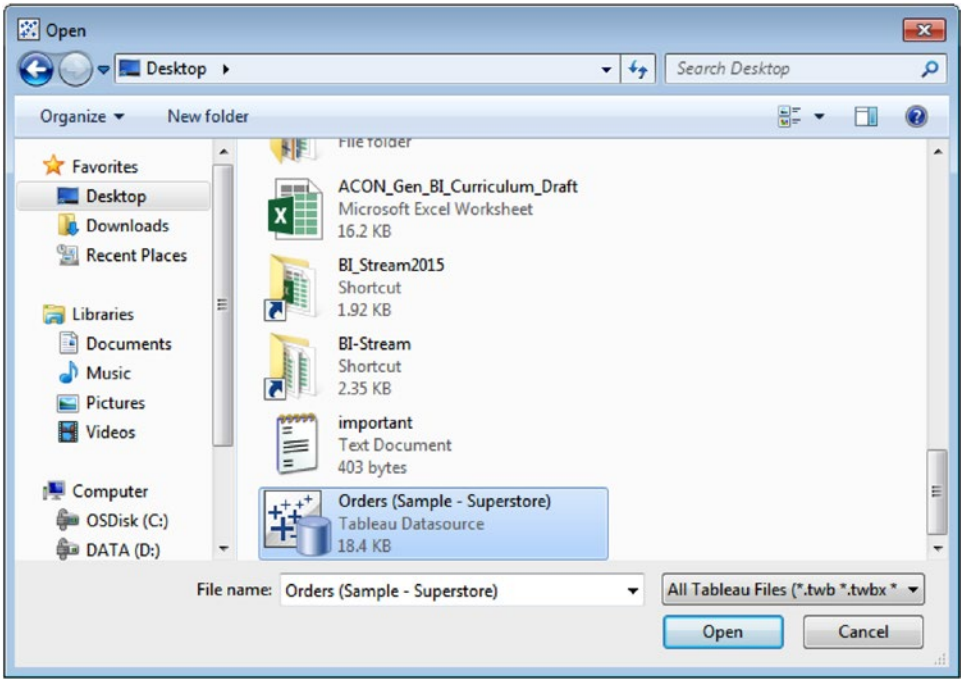 Open
Desktop
Search Desktop
Organize
New folder
Favorites
Desktop
Downloads
Recent Places
Libraries
Documents
Music
Pictures
Videos
Computer
OSDisk (C:)
DATA (D:)
File folder
ACON_Gen_BI_Curriculum_Draft
Microsoft Excel Worksheet
16.2 KB
BI_Stream2015
Shortcut
1.92 KB
BI-Stream
Shortcut
2.35 KB
important
Text Document
403 bytes
Orders (Sample - Superstore)
Tableau Datasource
18.4 KB
File name: Orders (Sample - Superstore)
All Tableau Files (*.twb *.twbx *
Open
Cancel